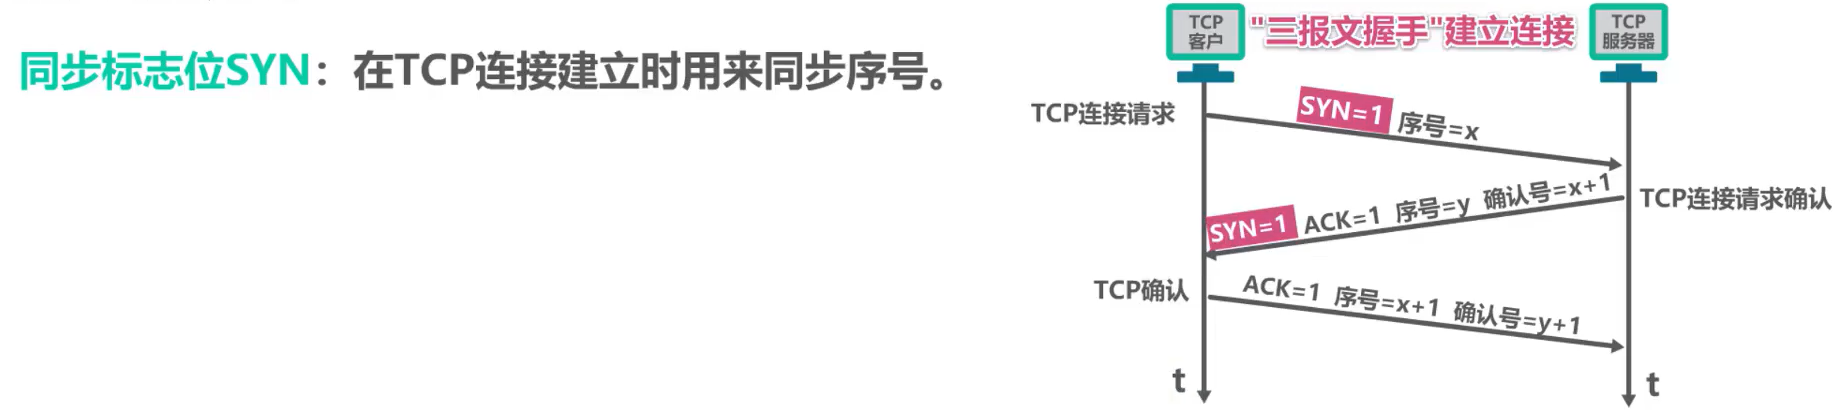 同步标志位SYN：在TCP连接建立时用来同步序号。
TCP
客户
"三报文握手"建立连接
TCP
服务器
TCP连接请求
SYN=1 序号=x
SYN=1 ACK=1 序号=y 确认号=x+1
TCP连接请求确认
TCP确认
ACK=1 序号=x+1 确认号=y+1
t
t